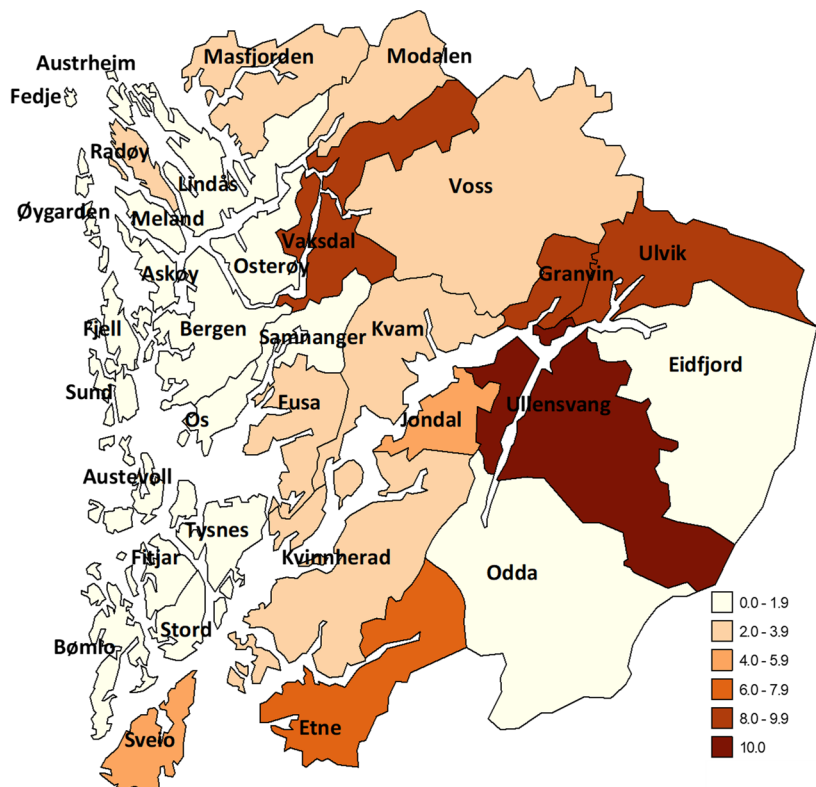 Masfjorden
Modalen
Austrheim
Fedje
Radøy
Lindås
Voss
Øygarden
Meland
Vaksdal
Ulvik
Askøy
Osterøy
Granvin
Fjell
Bergen
Samnanger
Kvam
Eidfjord
Sund
Os
Fusa
Jondal
Ullensvang
Austevoll
Tysnes
Fitjar
Kvinnherad
Odda
Stord
Bømlo
Sveio
Etne
0.0 - 1.9
2.0 - 3.9
4.0 - 5.9
6.0 - 7.9
8.0 - 9.9
10.0